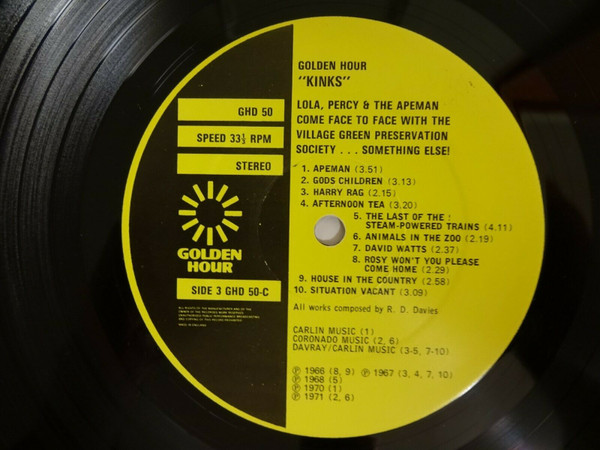 GOLDEN HOUR
"KINKS"
LOLA, PERCY & THE APEMAN
COME FACE TO FACE WITH THE
VILLAGE GREEN PRESERVATION
SOCIETY . . . SOMETHING ELSE!
GHD 50
SPEED 33⅓ RPM
STEREO
GOLDEN
HOUR
SIDE 3 GHD 50-C
1. APEMAN (3.51)
2. GODS CHILDREN (3.13)
3. HARRY RAG (2.15)
4. AFTERNOON TEA (3.20)
5. THE LAST OF THE :
STEAM-POWERED TRAINS (4.11)
6. ANIMALS IN THE ZOO (2.19)
7. DAVID WATTS (2.37)
8. ROSY WON'T YOU PLEASE
COME HOME (2.29)
9. HOUSE IN THE COUNTRY (2.58)
10. SITUATION VACANT (3.09)
All works composed by R. D. Davies
CARLIN MUSIC (1)
CORONADO MUSIC (2, 6)
DAVRAY/CARLIN MUSIC (3-5, 7-10)
Ⓟ 1966 (8, 9) Ⓟ 1967 (3, 4, 7, 10)
Ⓟ 1968 (5)
Ⓟ 1970 (1)
Ⓟ 1971 (2, 6)